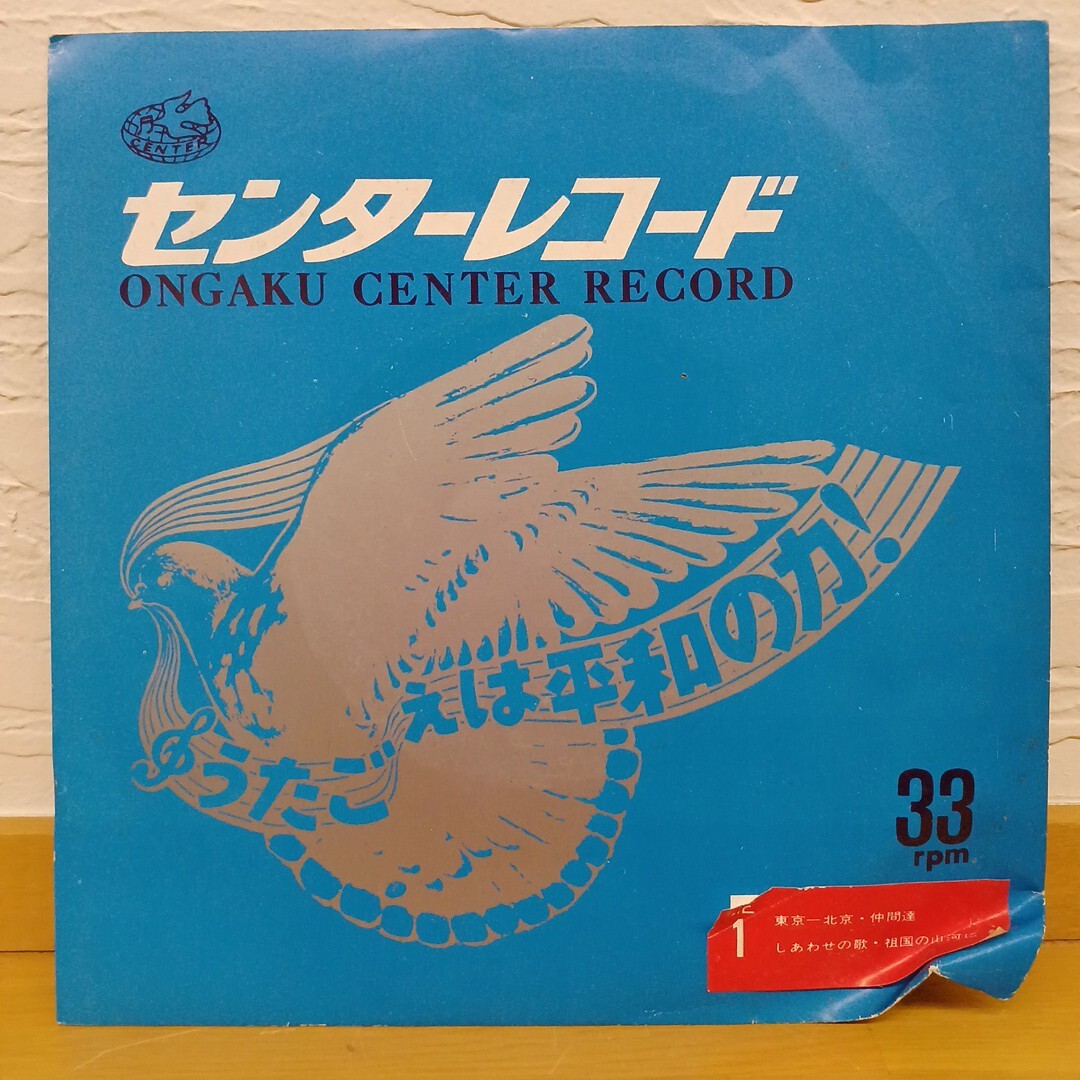 CENTER
センターレコード
ONGAKU CENTER RECORD
うたごえは平和の力!
33
rpm
1
東京―北京・仲間達
しあわせの歌・祖国の山河に